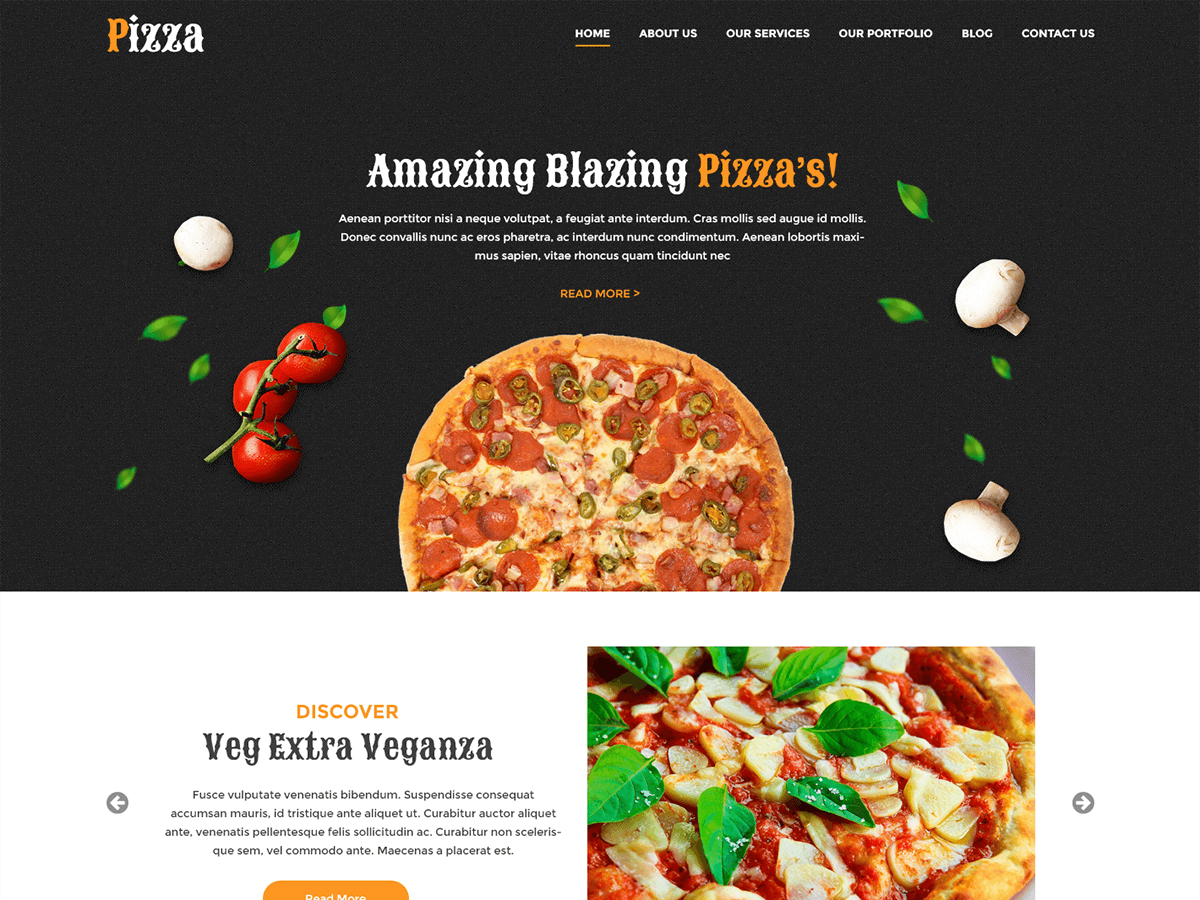 Pizza
HOME ABOUT US OUR SERVICES OUR PORTFOLIO BLOG CONTACT US
Amazing Blazing Pizza's!
Aenean porttitor nisi a neque volutpat, a feugiat ante interdum. Cras mollis sed augue id mollis.
Donec convallis nunc ac eros pharetra, ac interdum nunc condimentum. Aenean lobortis maxi-
mus sapien, vitae rhoncus quam tincidunt nec
READ MORE >
DISCOVER
Veg Extra Veganza
Fusce vulputate venenatis bibendum. Suspendisse consequat
accumsan mauris, id tristique ante aliquet ut. Curabitur auctor aliquet
ante, venenatis pellentesque felis sollicitudin ac. Curabitur non sceleris-
que sem, vel commodo ante. Maecenas a placerat est.
Read More